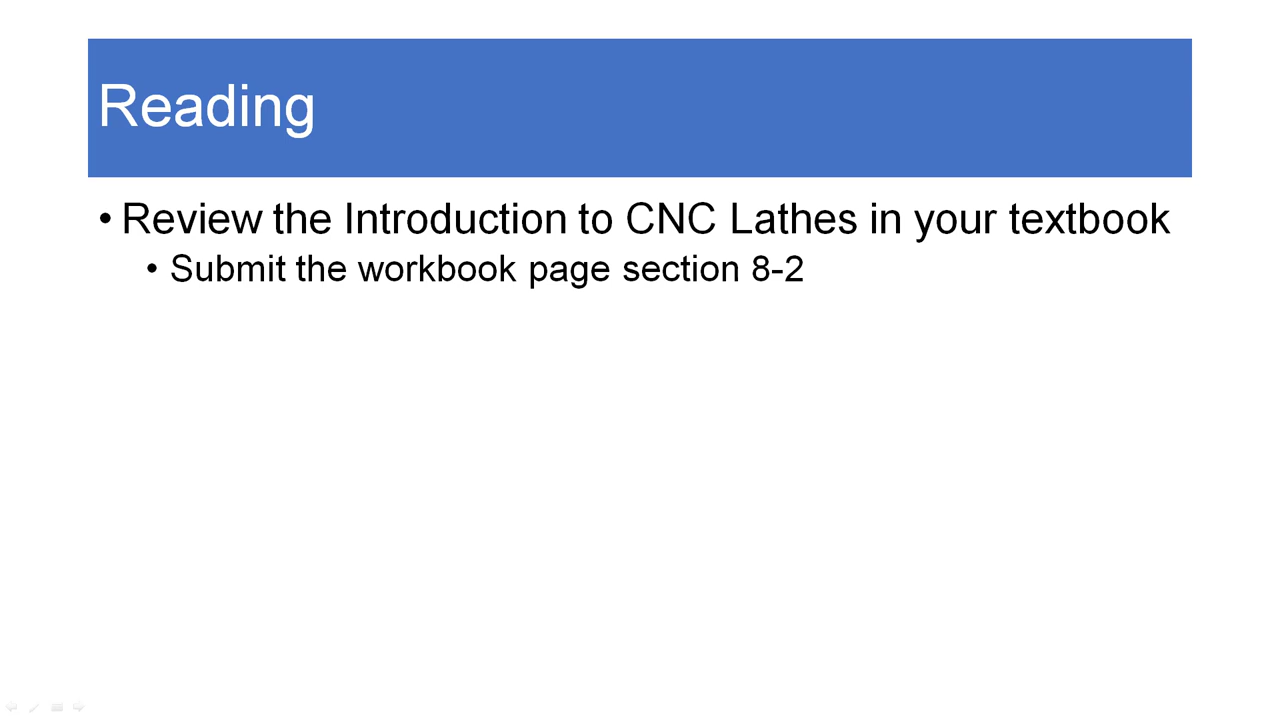 Reading
• Review the Introduction to CNC Lathes in your textbook
• Submit the workbook page section 8-2